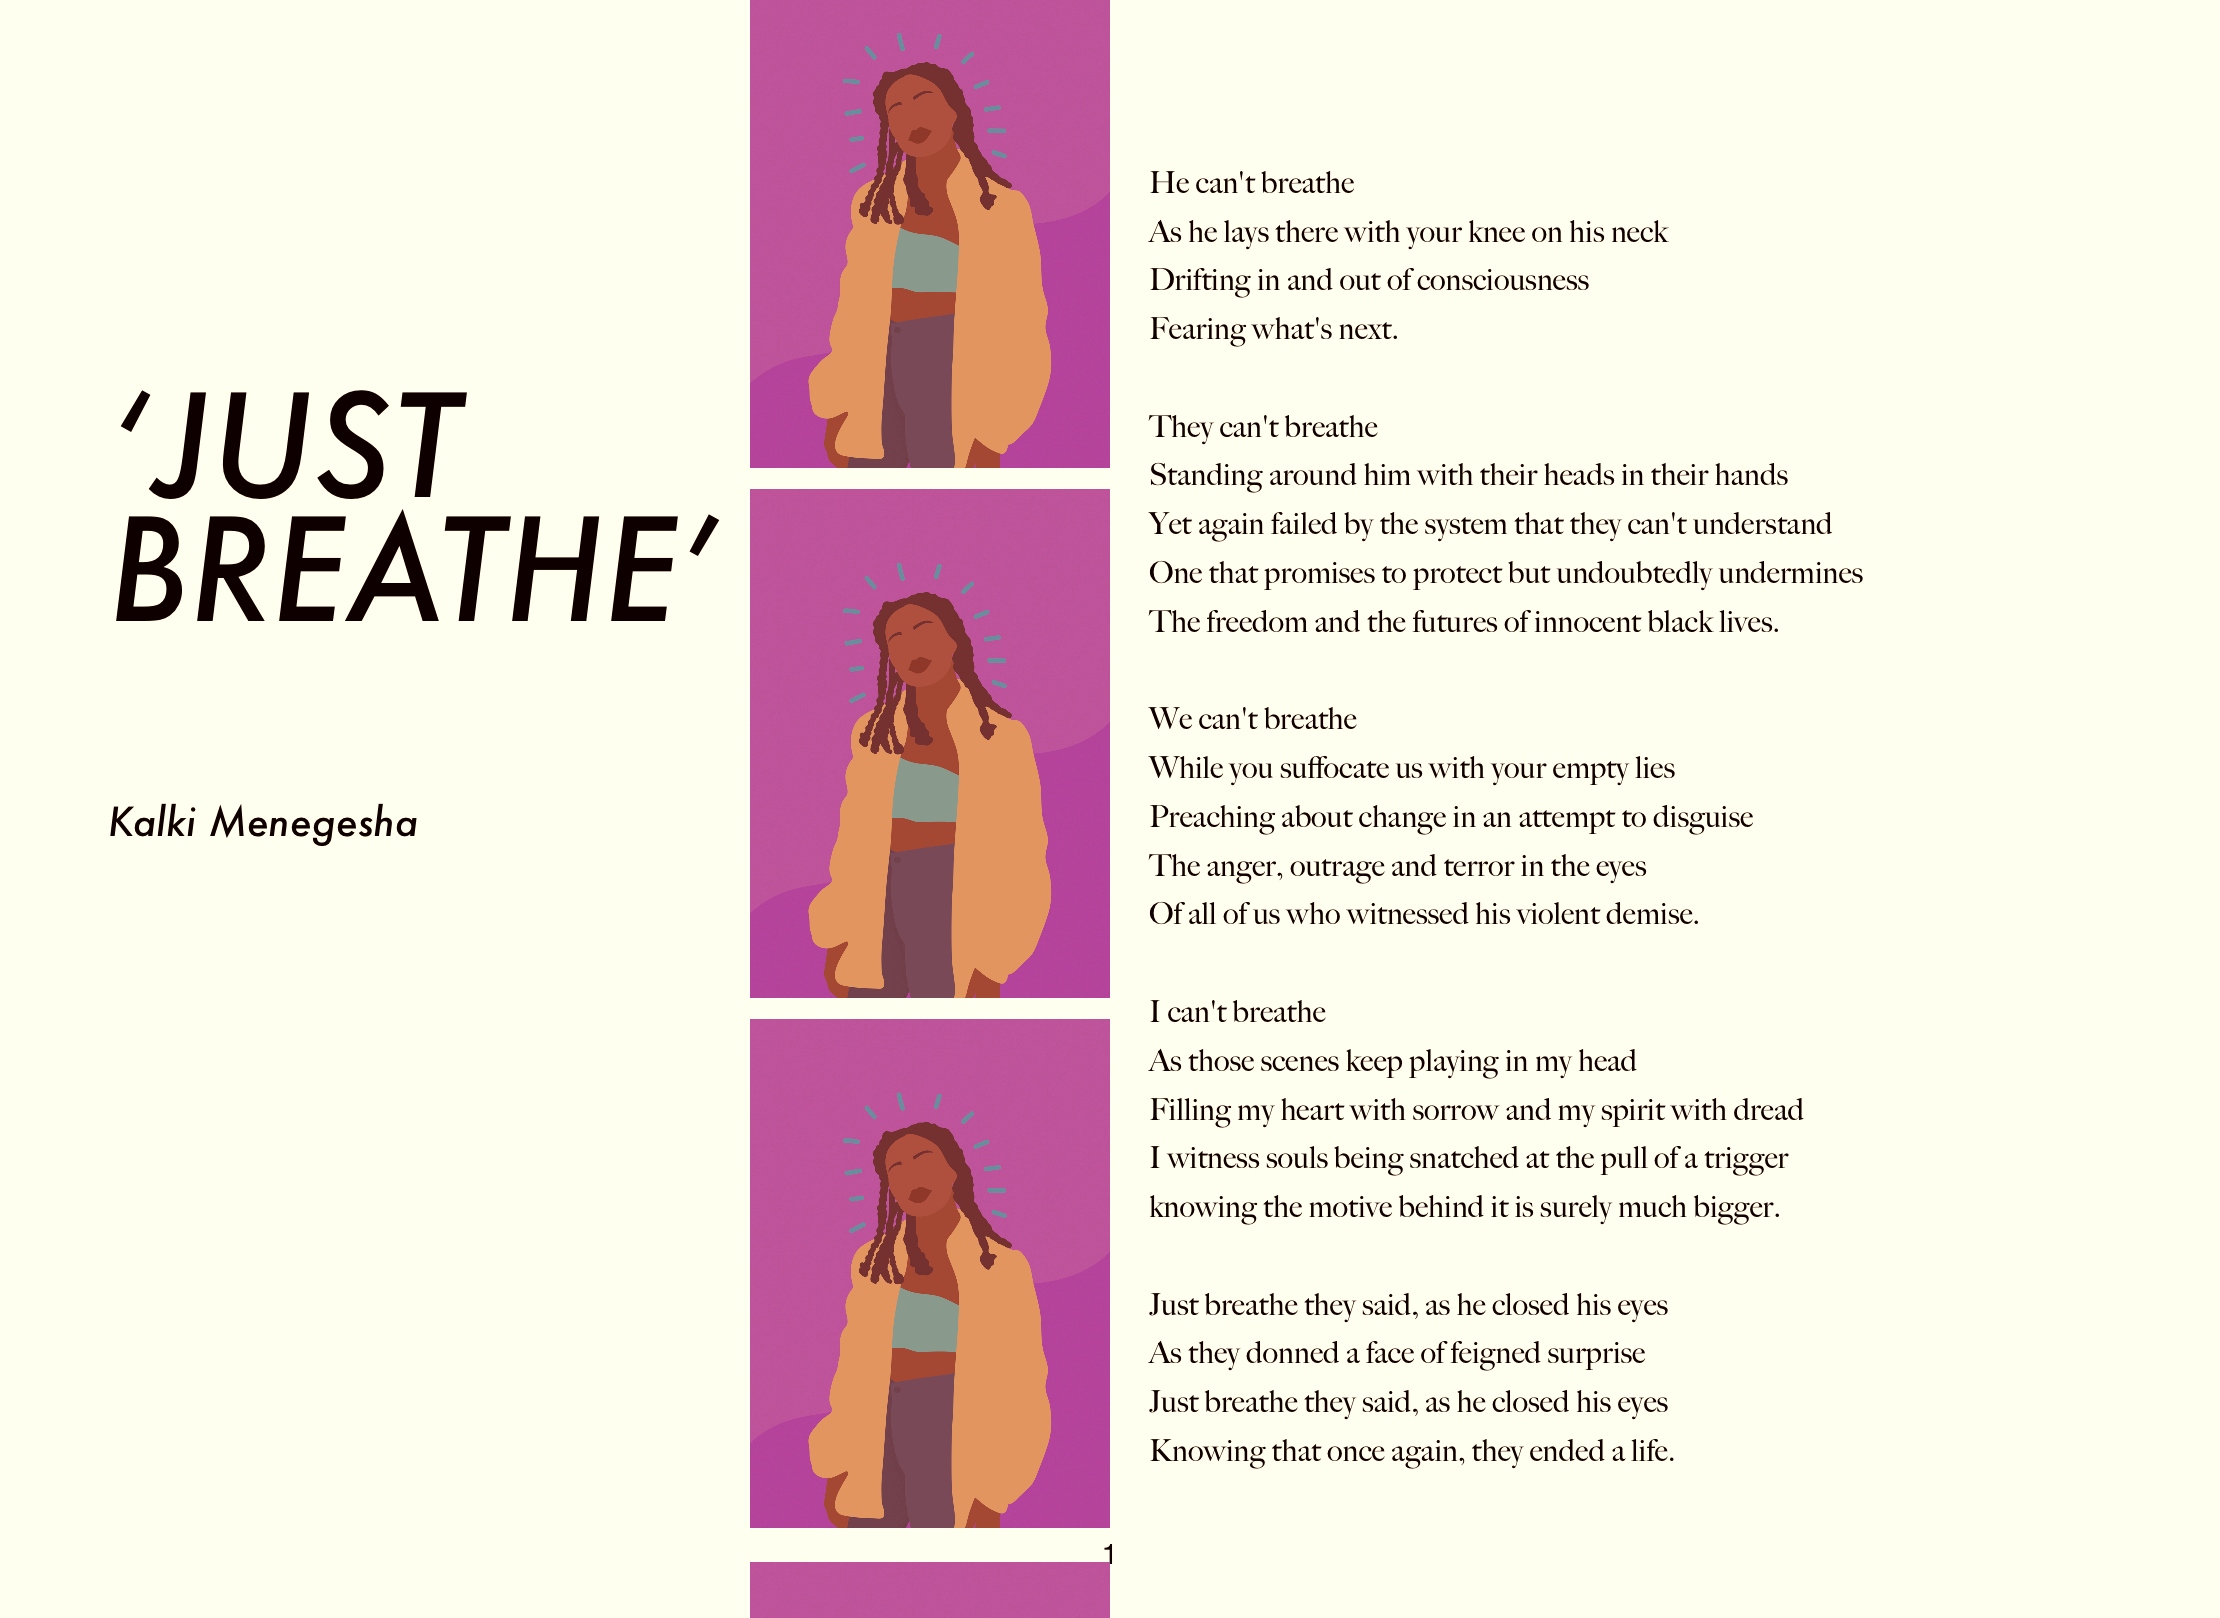 ‘JUST
BREATHE’
Kalki Menegesha
He can't breathe
As he lays there with your knee on his neck
Drifting in and out of consciousness
Fearing what's next.
They can't breathe
Standing around him with their heads in their hands
Yet again failed by the system that they can't understand
One that promises to protect but undoubtedly undermines
The freedom and the futures of innocent black lives.
We can't breathe
While you suffocate us with your empty lies
Preaching about change in an attempt to disguise
The anger, outrage and terror in the eyes
Of all of us who witnessed his violent demise.
I can't breathe
As those scenes keep playing in my head
Filling my heart with sorrow and my spirit with dread
I witness souls being snatched at the pull of a trigger
knowing the motive behind it is surely much bigger.
Just breathe they said, as he closed his eyes
As they donned a face of feigned surprise
Just breathe they said, as he closed his eyes
Knowing that once again, they ended a life.
1